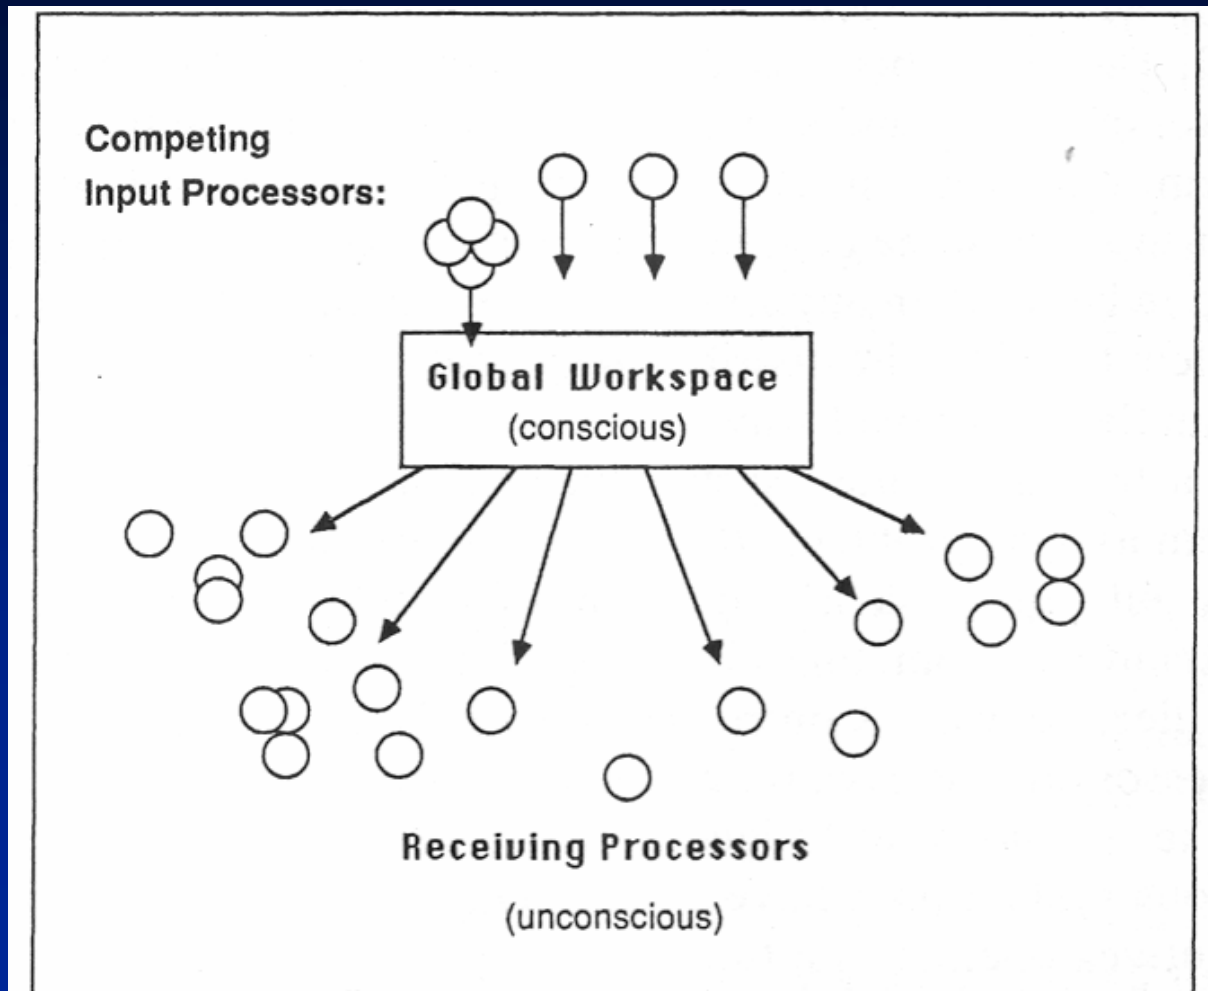 Competing
Input Processors:
Global Workspace
(conscious)
Receiving Processors
(unconscious)